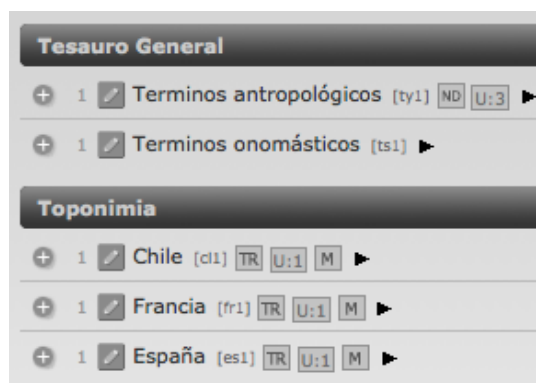 Tesauro General
1 Terminos antropológicos [ty1] ND U:3
1 Terminos onomásticos [ts1]
Toponimia
1 Chile [cl1] TR U:1 M
1 Francia [fr1] TR U:1 M
1 España [es1] TR U:1 M